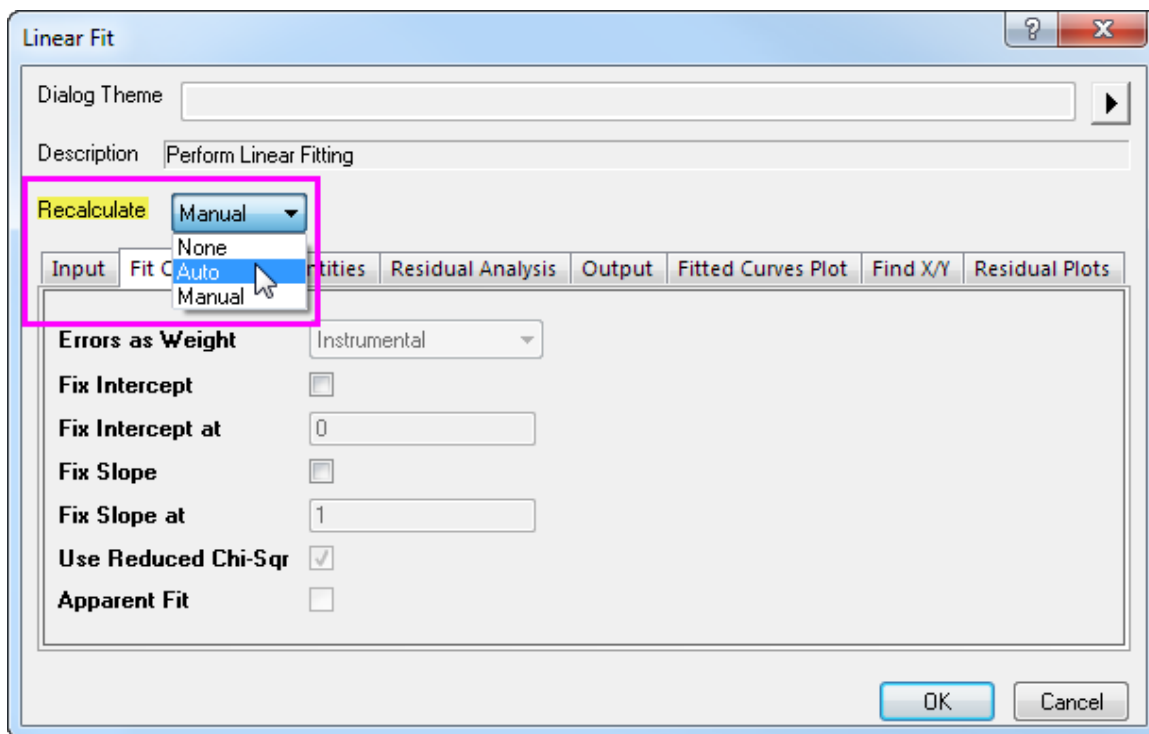 Linear Fit
Dialog Theme
Description Perform Linear Fitting
Recalculate Manual
None
Auto
Manual
Input Fit C ntities Residual Analysis Output Fitted Curves Plot Find X/Y Residual Plots
Errors as Weight Instrumental
Fix Intercept
Fix Intercept at 0
Fix Slope
Fix Slope at 1
Use Reduced Chi-Sqr
Apparent Fit
OK Cancel